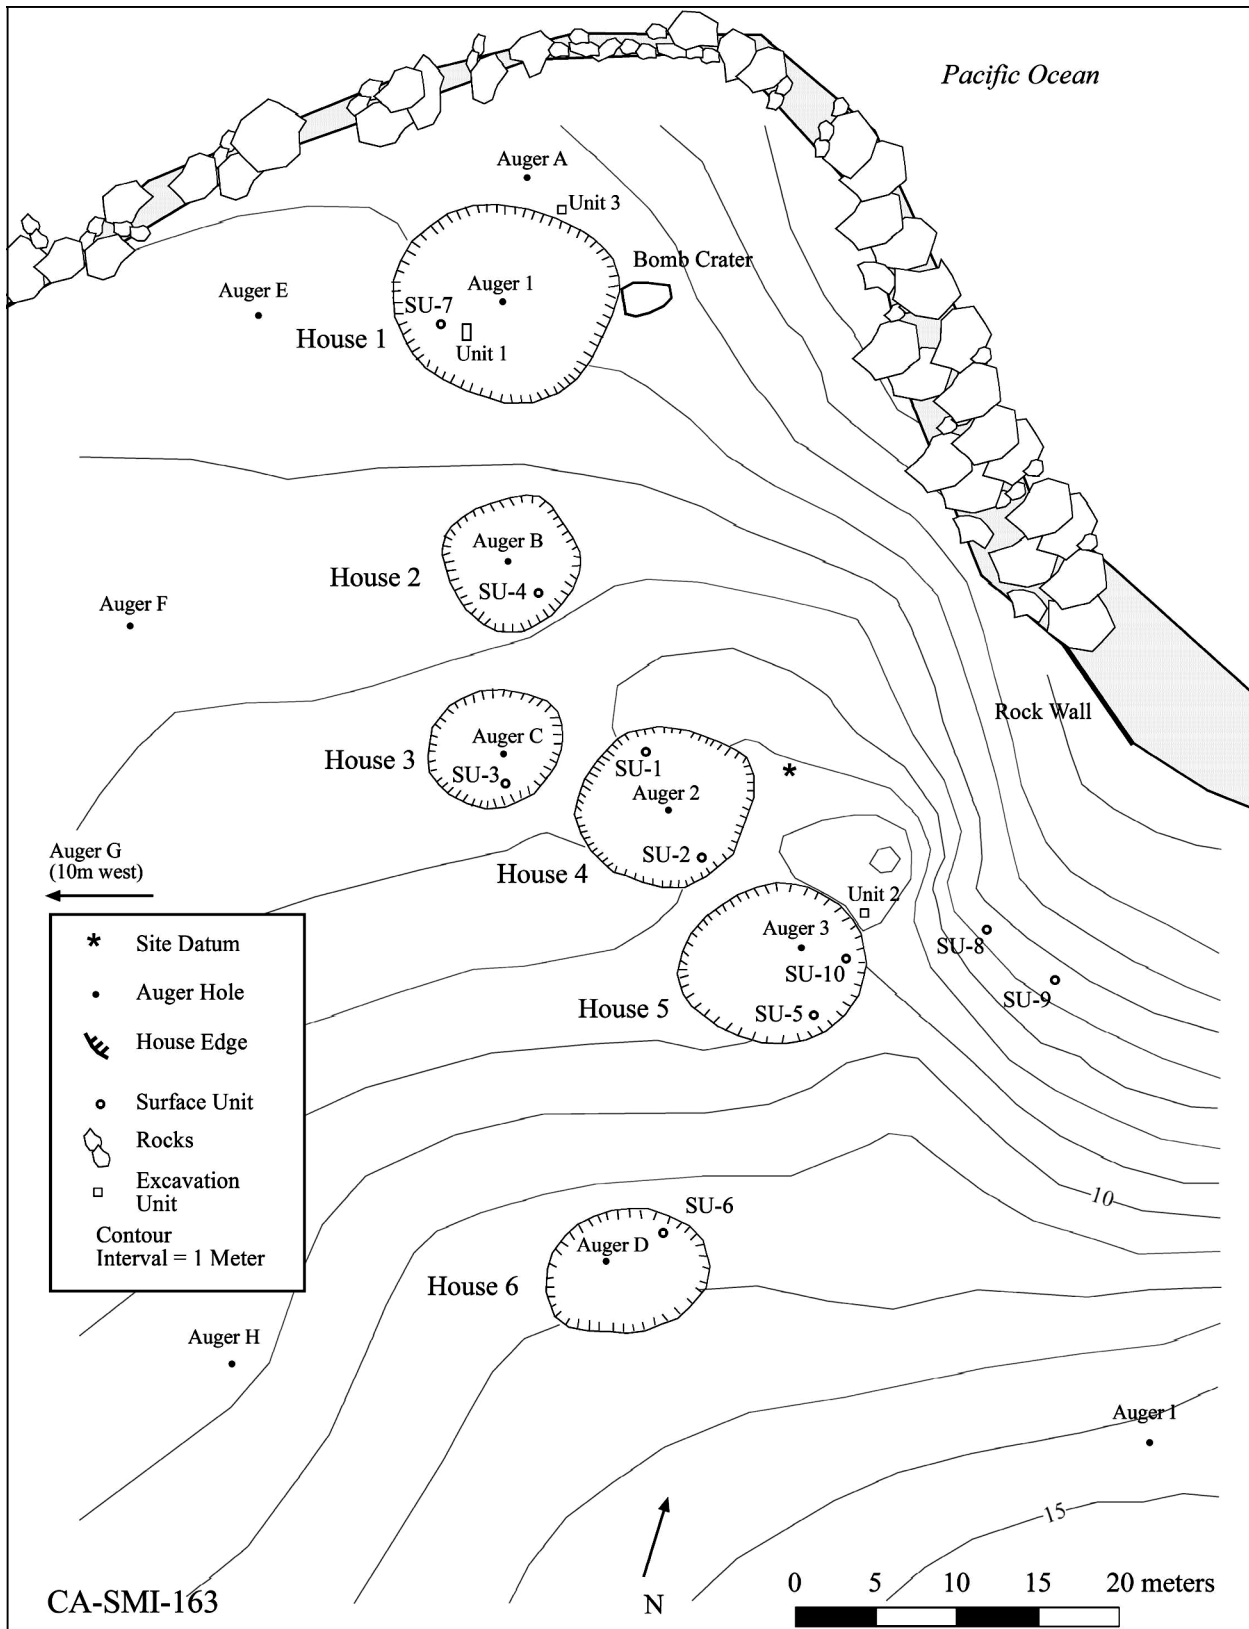 Pacific Ocean
Auger A
Unit 3
Bomb Crater
Auger E
Auger 1
SU-7
House 1
Unit 1
Auger B
House 2
SU-4
Auger F
Rock Wall
Auger C
House 3
SU-3
SU-1
Auger 2
Auger G
(10m west)
SU-2
House 4
Unit 2
Auger 3
SU-8
SU-10
SU-9
House 5
SU-5
* Site Datum
Auger Hole
House Edge
Surface Unit
Rocks
Excavation
Unit
Contour
Interval = 1 Meter
10
SU-6
Auger D
House 6
Auger H
Auger I
15
N
CA-SMI-163
0 5 10 15 20 meters